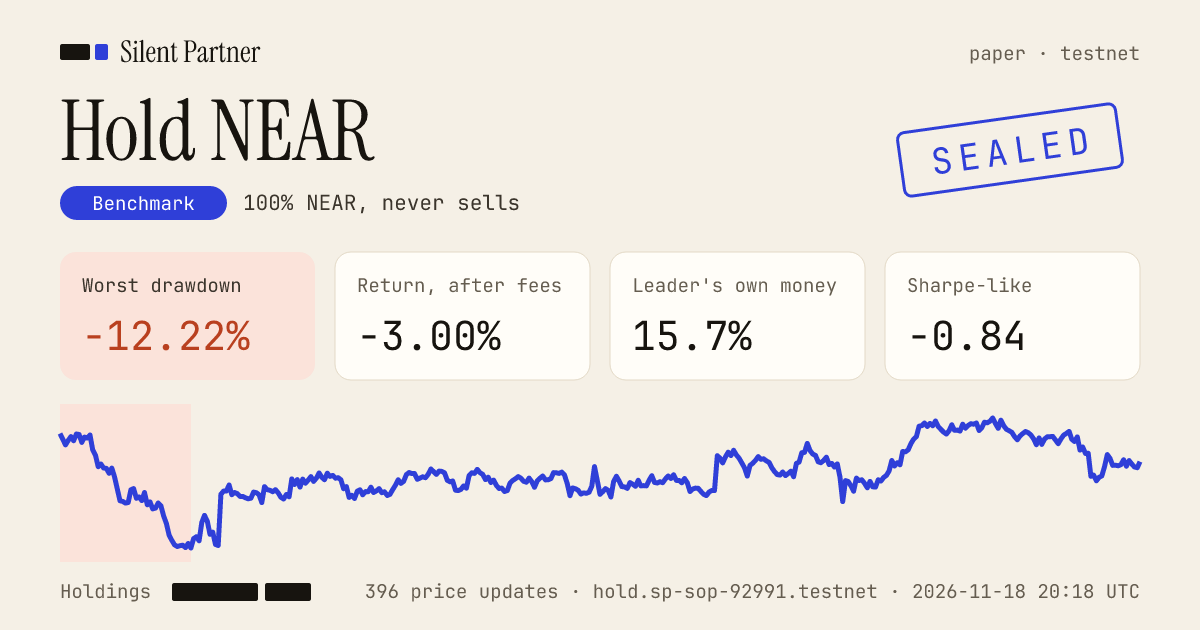 Silent Partner
paper · testnet
Hold NEAR
SEALED
Benchmark
100% NEAR, never sells
Worst drawdown
-12.22%
Return, after fees
-3.00%
Leader's own money
15.7%
Sharpe-like
-0.84
Holdings
396 price updates · hold.sp-sop-92991.testnet · 2026-11-18 20:18 UTC